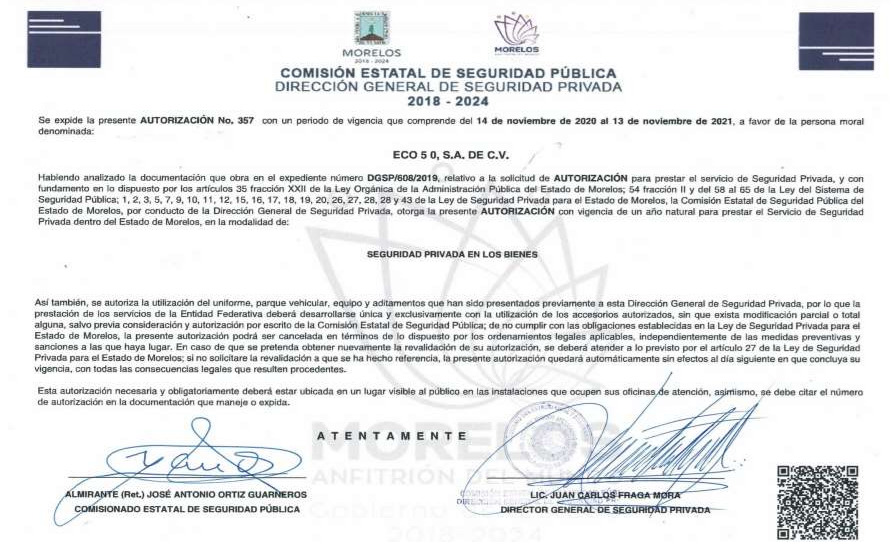 MORELOS
2018 - 2024
MORELOS
COMISIÓN ESTATAL DE SEGURIDAD PÚBLICA
DIRECCIÓN GENERAL DE SEGURIDAD PRIVADA
2018 - 2024
Se expide la presente AUTORIZACIÓN No. 357 con un periodo de vigencia que comprende del 14 de noviembre de 2020 al 13 de noviembre de 2021, a favor de la persona moral
denominada:
ECO 5 0, S.A. DE C.V.
Habiendo analizado la documentación que obra en el expediente número DGSP/608/2019, relativo a la solicitud de AUTORIZACIÓN para prestar el servicio de Seguridad Privada, y con
fundamento en lo dispuesto por los artículos 35 fracción XXII de la Ley Orgánica de la Administración Pública del Estado de Morelos; 54 fracción II y del 58 al 65 de la Ley del Sistema de
Seguridad Pública; 1, 2, 3, 5, 7, 9, 10, 11, 12, 15, 16, 17, 18, 19, 20, 26, 27, 28, 28 y 43 de la Ley de Seguridad Privada para el Estado de Morelos, la Comisión Estatal de Seguridad Pública del
Estado de Morelos, por conducto de la Dirección General de Seguridad Privada, otorga la presente AUTORIZACIÓN con vigencia de un año natural para prestar el Servicio de Seguridad
Privada dentro del Estado de Morelos, en la modalidad de:
SEGURIDAD PRIVADA EN LOS BIENES
Así también, se autoriza la utilización del uniforme, parque vehicular, equipo y aditamentos que han sido presentados previamente a esta Dirección General de Seguridad Privada, por lo que la
prestación de los servicios de la Entidad Federativa deberá desarrollarse única y exclusivamente con la utilización de los accesorios autorizados, sin que exista modificación parcial o total
alguna, salvo previa consideración y autorización por escrito de la Comisión Estatal de Seguridad Pública; de no cumplir con las obligaciones establecidas en la Ley de Seguridad Privada para el
Estado de Morelos, la presente autorización podrá ser cancelada en términos de lo dispuesto por los ordenamientos legales aplicables, independientemente de las medidas preventivas y
sanciones a las que haya lugar. En caso de que se pretenda obtener nuevamente la revalidación de su autorización, se deberá atender a lo previsto por el artículo 27 de la Ley de Seguridad
Privada para el Estado de Morelos; si no solicitare la revalidación a que se ha hecho referencia, la presente autorización quedará automáticamente sin efectos al día siguiente en que concluya su
vigencia, con todas las consecuencias legales que resulten procedentes.
Esta autorización necesaria y obligatoriamente deberá estar ubicada en un lugar visible al público en las instalaciones que ocupen sus oficinas de atención, asimismo, se debe citar el número
de autorización en la documentación que maneje o expida.
ATENTAMENTE
MORELOS
ANFITRIÓN DEL
ALMIRANTE (Ret.) JOSÉ ANTONIO ORTIZ GUARNEROS
COMISIONADO ESTATAL DE SEGURIDAD PÚBLICA
LIC. JUAN CARLOS FRAGA MORA
DIRECTOR GENERAL DE SEGURIDAD PRIVADA
Gobierno
2018-2024